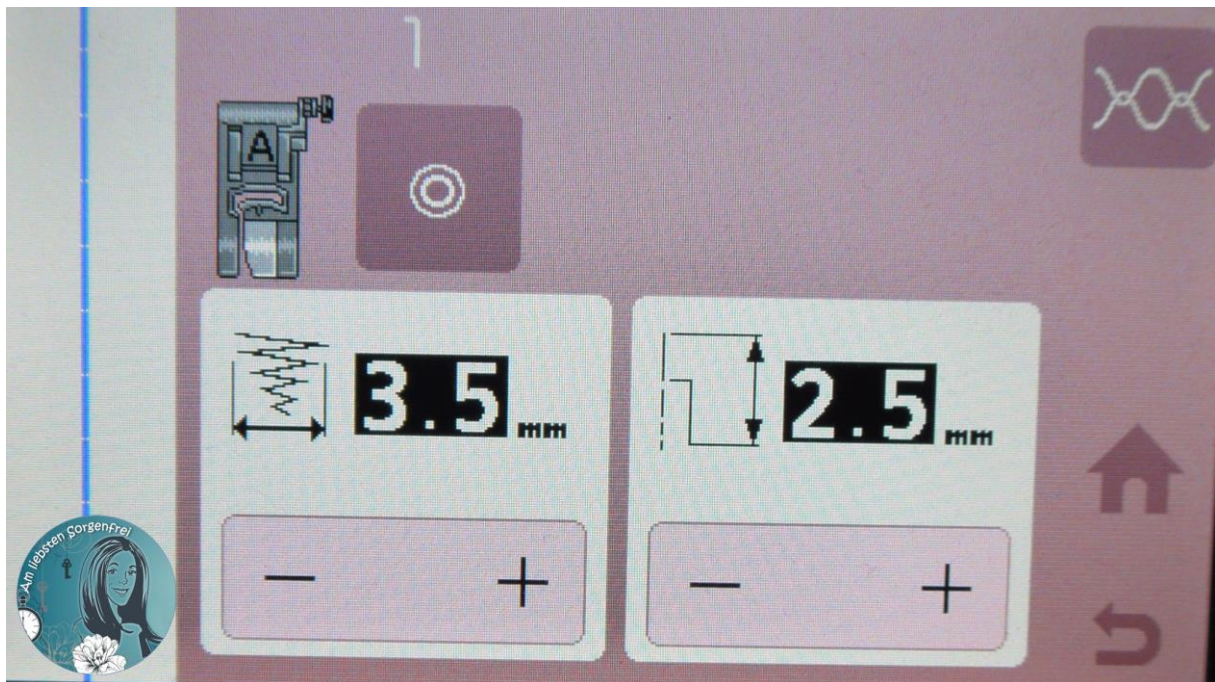 1
A
3.5 mm
2.5 mm
− +
− +
Am liebsten Sorgenfrei